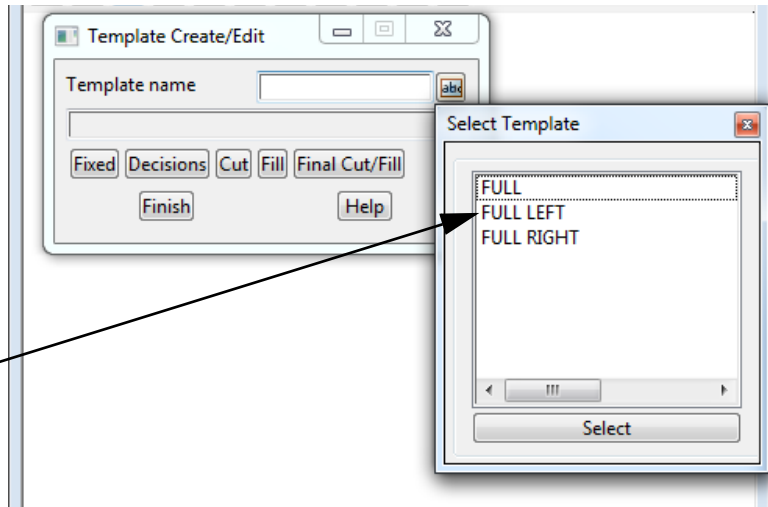 Template Create/Edit
Template name
abc
Fixed Decisions Cut Fill Final Cut/Fill
Finish Help
Select Template
FULL
FULL LEFT
FULL RIGHT
Select